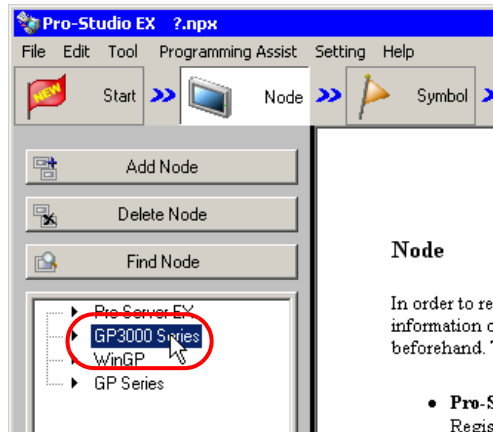 Pro-Studio EX ?.npx
File Edit Tool Programming Assist Setting Help
NEW Start Node Symbol
Add Node
Delete Node
Find Node
Pro Server EX
GP3000 Series
WinGP
GP Series
Node
In order to re
information o
beforehand. T
• Pro-S
Regis